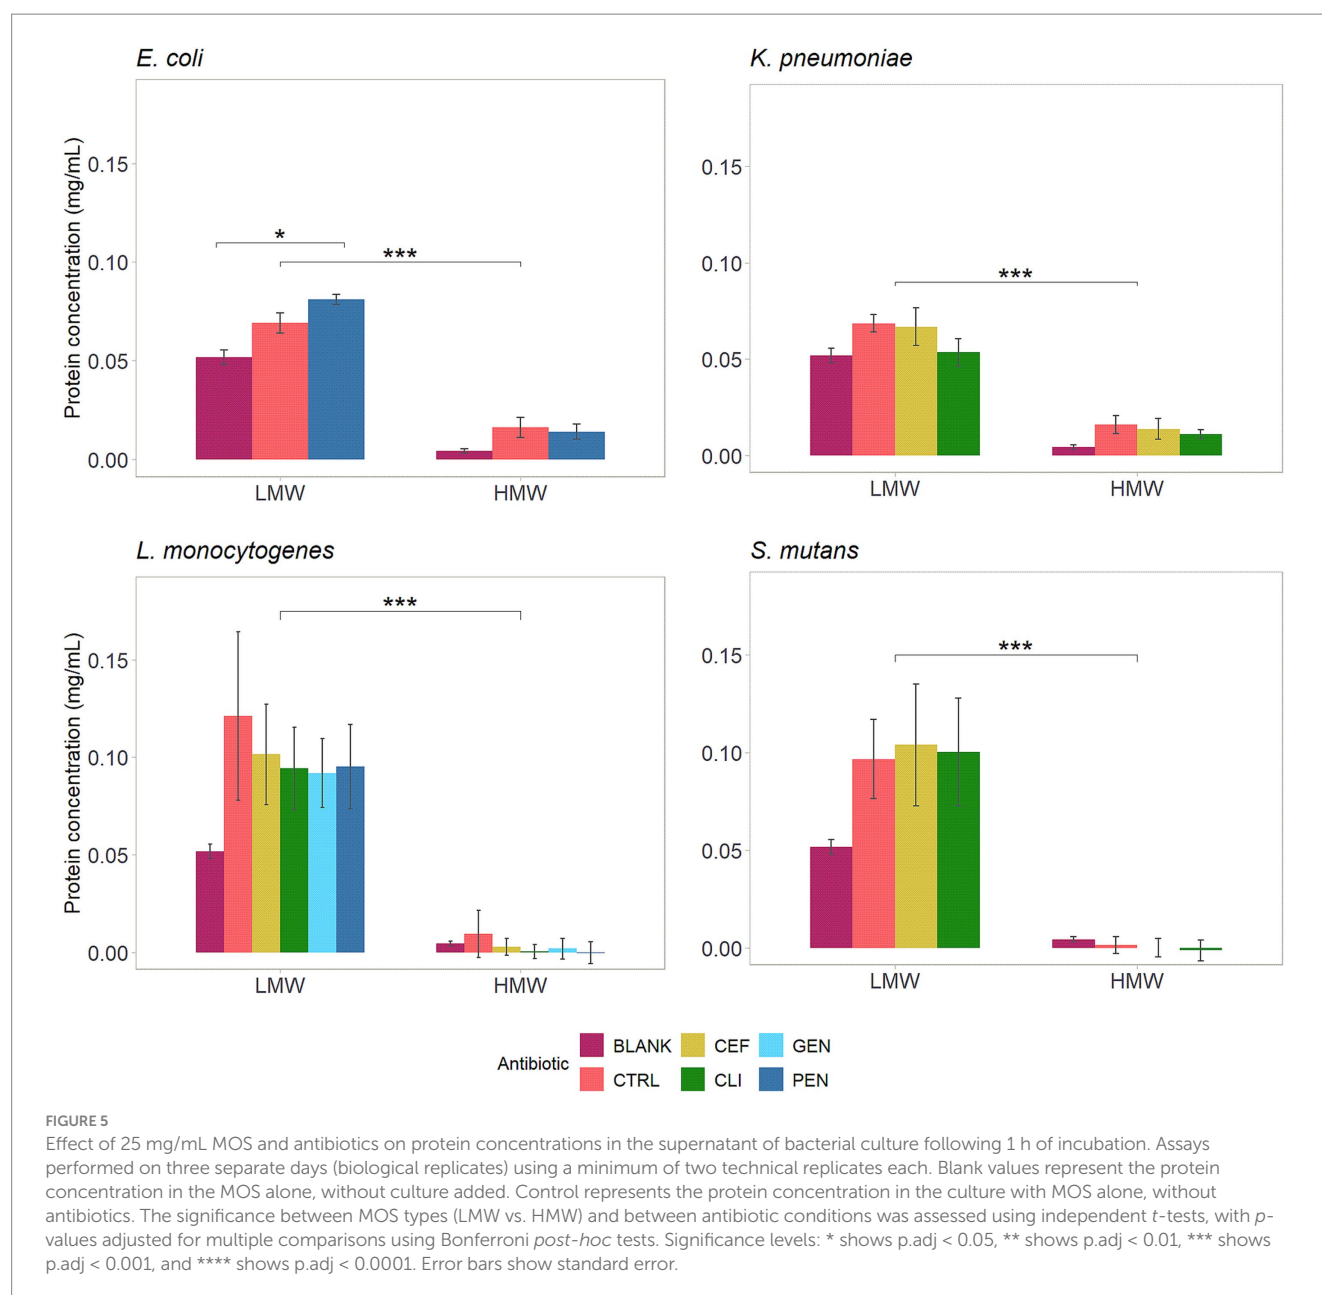 E. coli
K. pneumoniae
Protein concentration (mg/mL)
0.15
0.10
0.05
0.00
*
***
LMW
HMW
0.15
0.10
0.05
0.00
***
LMW
HMW
L. monocytogenes
S. mutans
Protein concentration (mg/mL)
0.15
0.10
0.05
0.00
***
LMW
HMW
0.15
0.10
0.05
0.00
***
LMW
HMW
Antibiotic
BLANK CEF GEN
CTRL CLI PEN
FIGURE 5
Effect of 25 mg/mL MOS and antibiotics on protein concentrations in the supernatant of bacterial culture following 1 h of incubation. Assays
performed on three separate days (biological replicates) using a minimum of two technical replicates each. Blank values represent the protein
concentration in the MOS alone, without culture added. Control represents the protein concentration in the culture with MOS alone, without
antibiotics. The significance between MOS types (LMW vs. HMW) and between antibiotic conditions was assessed using independent t-tests, with p-
values adjusted for multiple comparisons using Bonferroni post-hoc tests. Significance levels: * shows p.adj < 0.05, ** shows p.adj < 0.01, *** shows
p.adj < 0.001, and **** shows p.adj < 0.0001. Error bars show standard error.